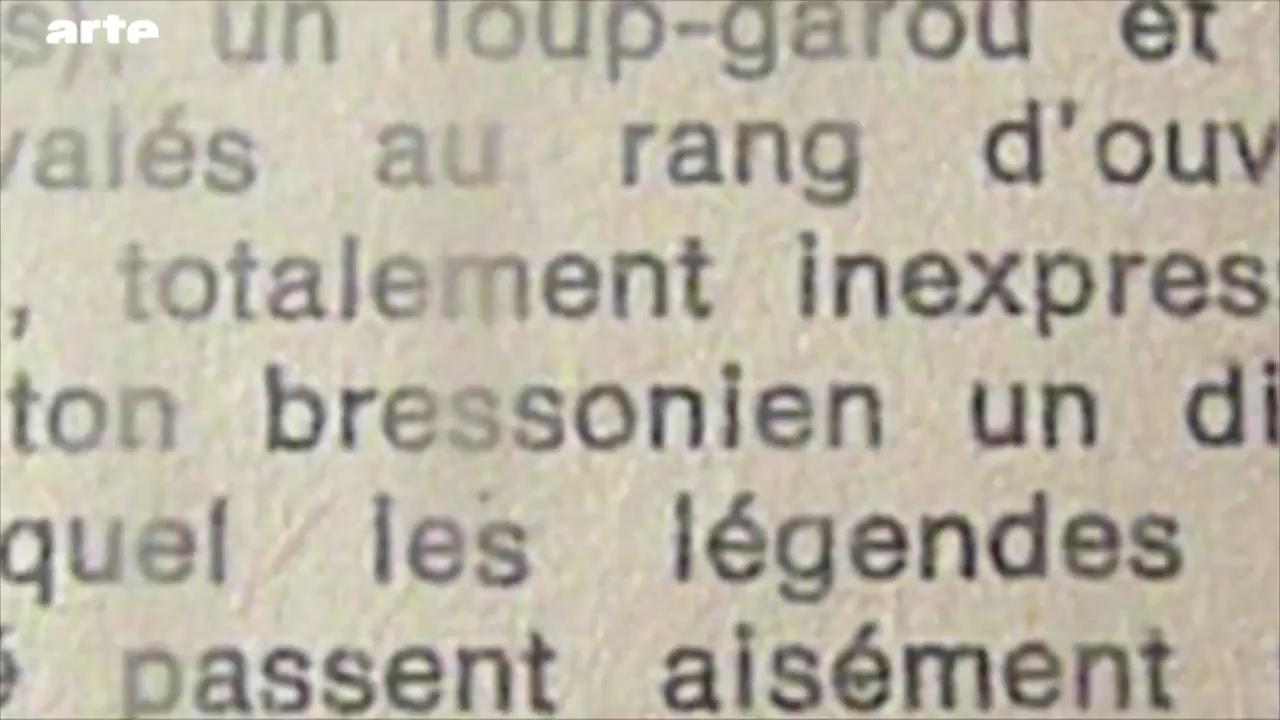 arte
s), un loup-garou et
valés au rang d'ouv
, totalement inexpres
ton bressonien un di
quel les légendes
é passent aisément